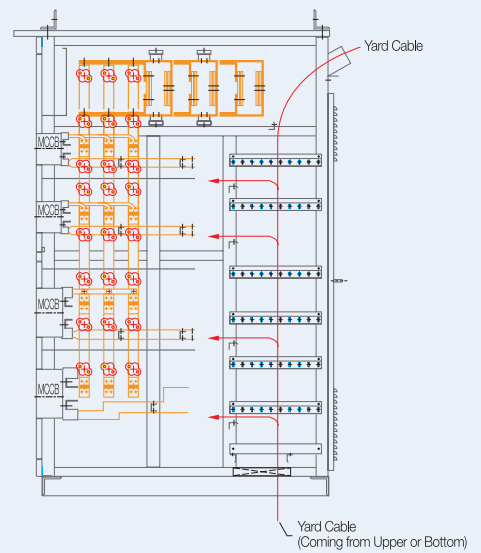 Yard Cable
MCCB
MCCB
MCCB
MCCB
Yard Cable
(Coming from Upper or Bottom)